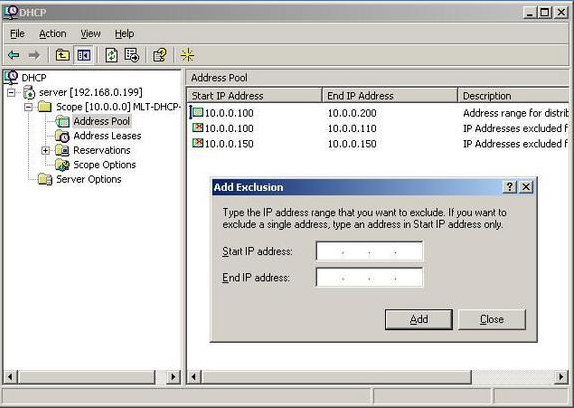 DHCP
File Action View Help
DHCP
server [192.168.0.199]
Scope [10.0.0.0] MLT-DHCP-
Address Pool
Address Leases
Reservations
Scope Options
Server Options
Address Pool
Start IP Address End IP Address Description
10.0.0.100 10.0.0.200 Address range for distrib
10.0.0.100 10.0.0.110 IP Addresses excluded f
10.0.0.150 10.0.0.150 IP Addresses excluded f
Add Exclusion
Type the IP address range that you want to exclude. If you want to
exclude a single address, type an address in Start IP address only.
Start IP address: . . .
End IP address: . . .
Add Close